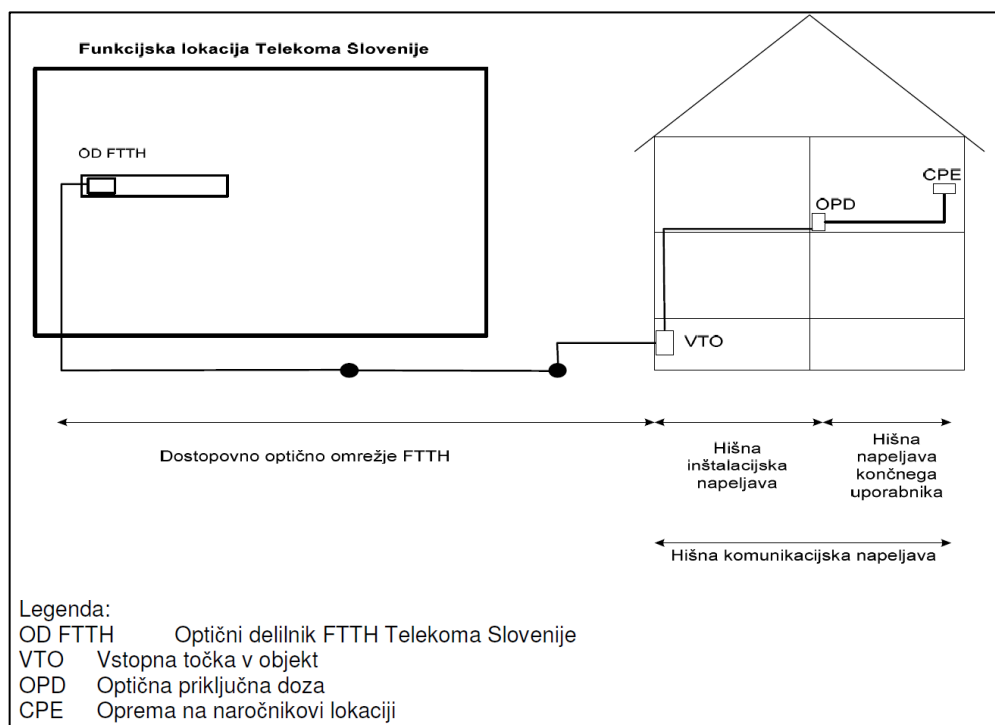 Funkcijska lokacija Telekoma Slovenije
OD FTTH
CPE
OPD
VTO
Dostopovno optično omrežje FTTH
Hišna
inštalacijska
napeljava
Hišna
napeljava
končnega
uporabnika
Hišna komunikacijska napeljava
Legenda:
OD FTTH Optični delilnik FTTH Telekoma Slovenije
VTO Vstopna točka v objekt
OPD Optična priključna doza
CPE Oprema na naročnikovi lokaciji